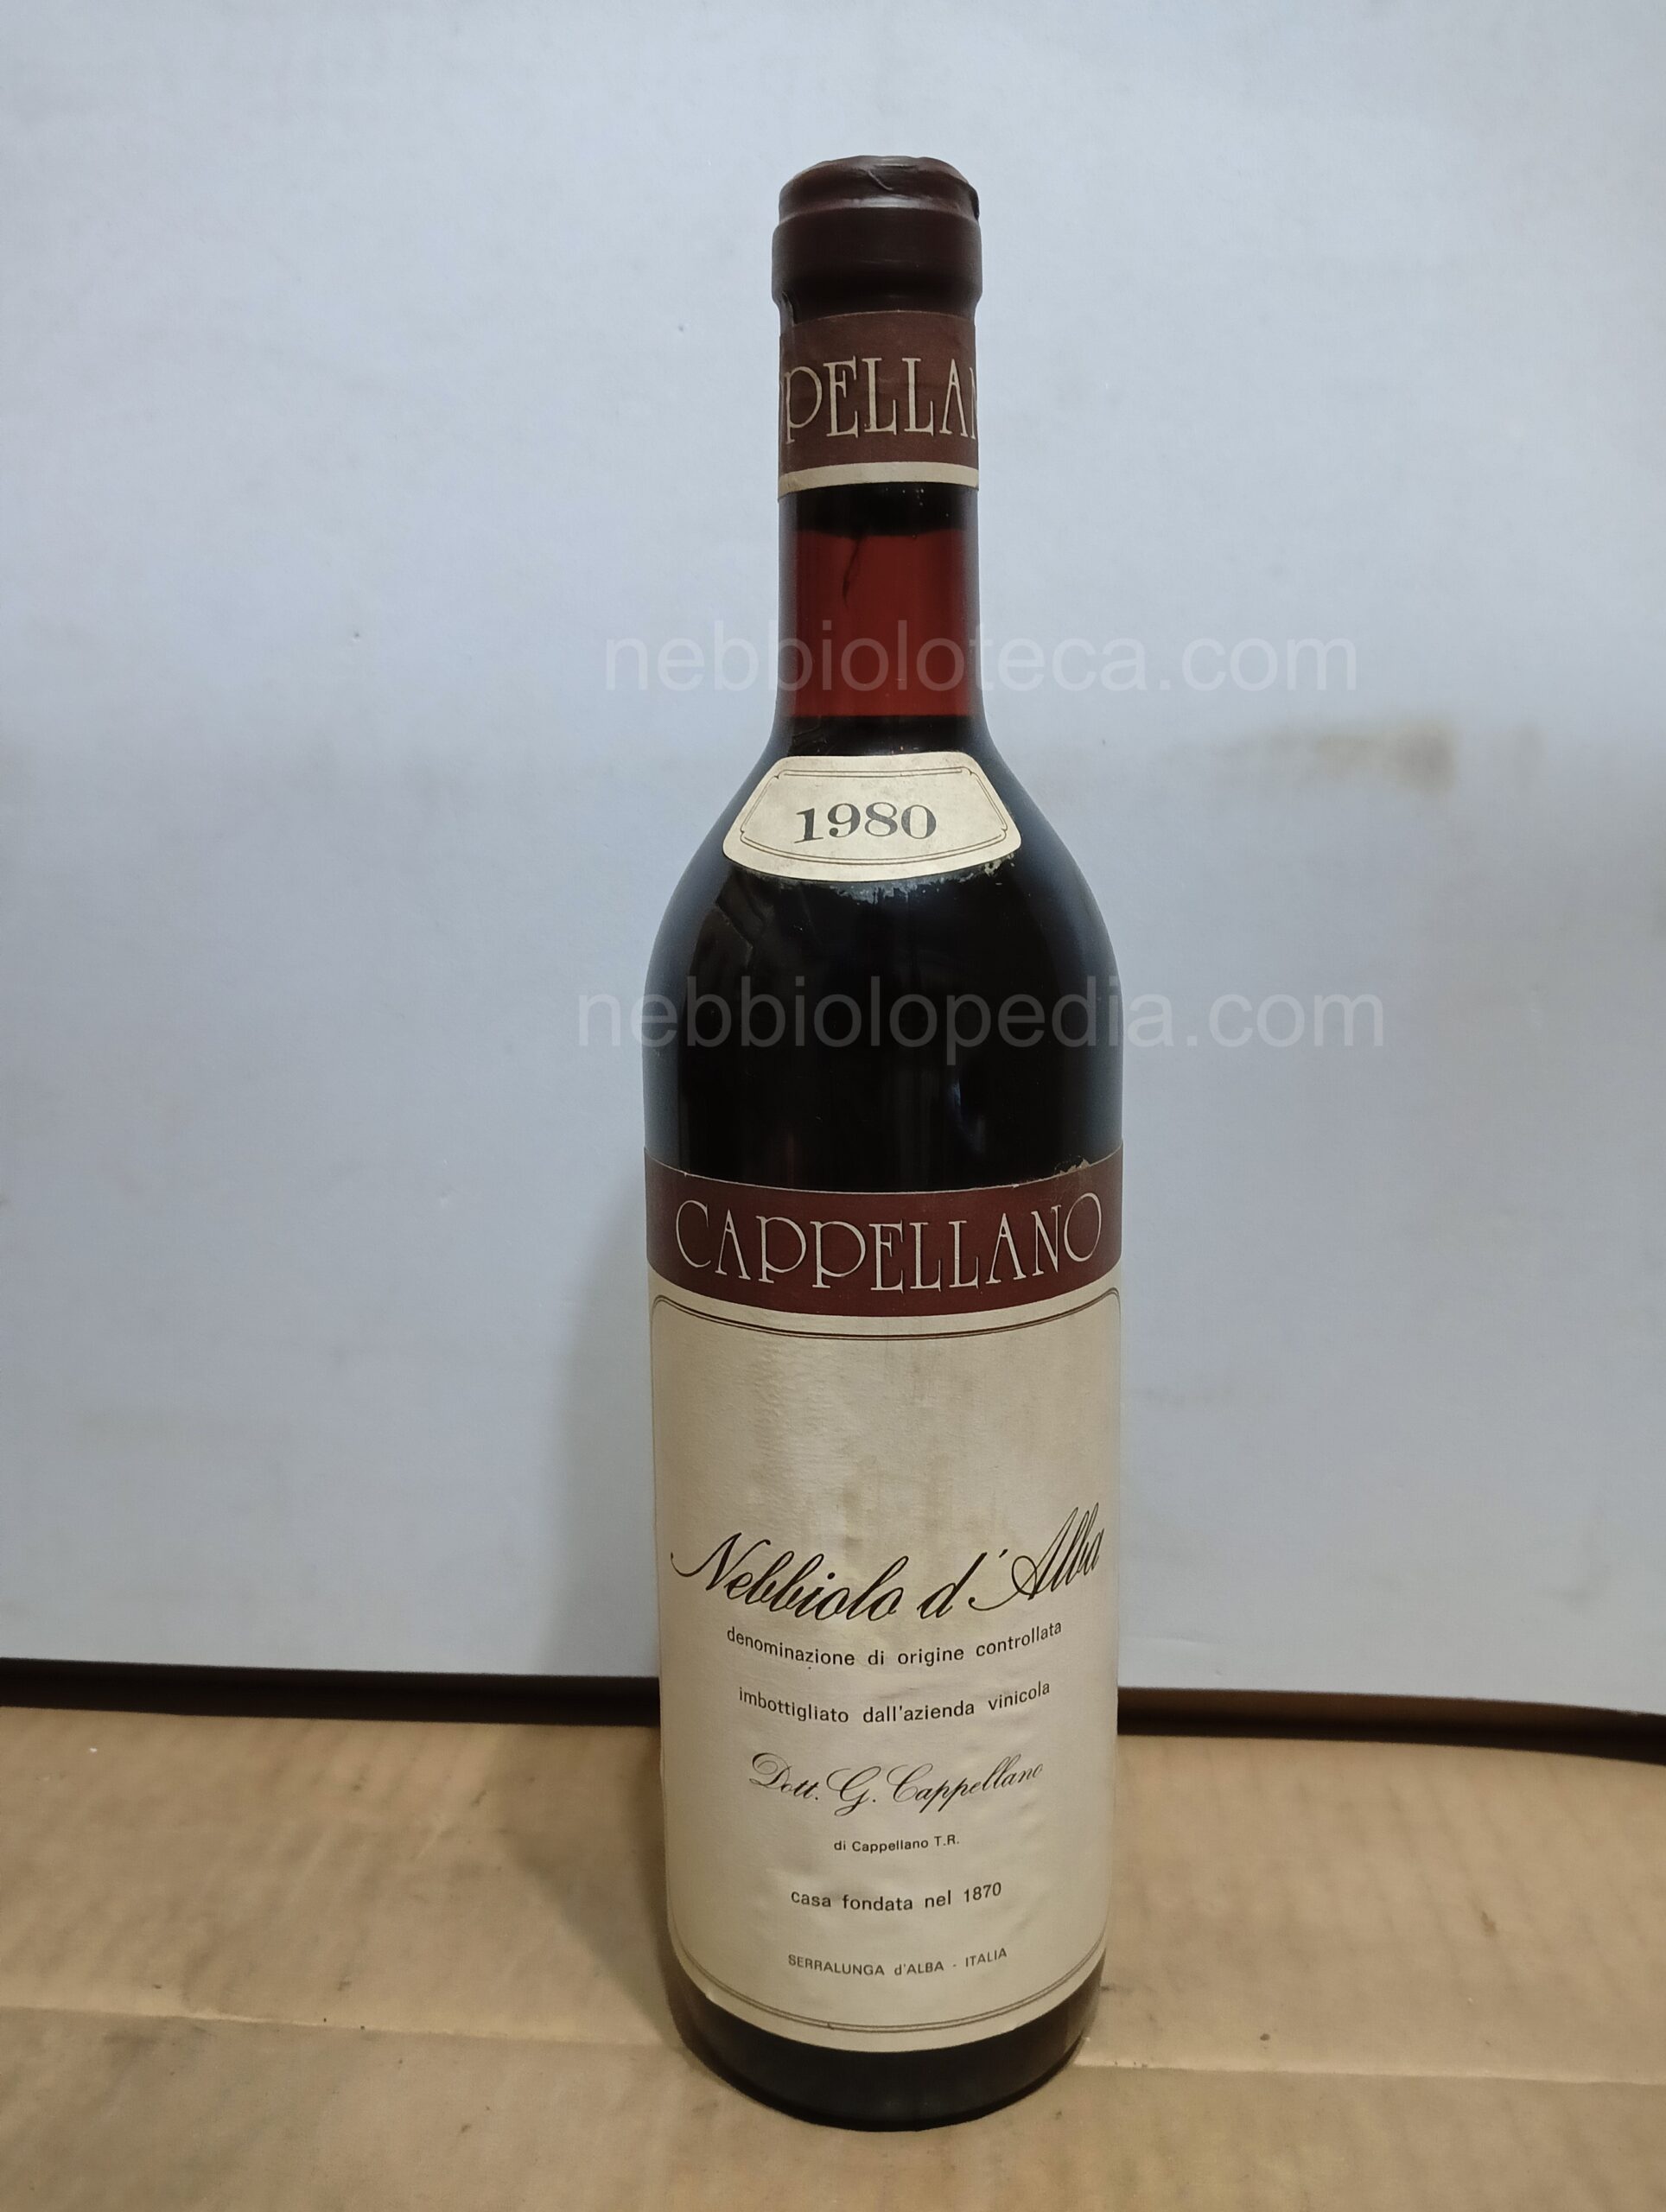 PPELLAN
nebbioloteca.com
1980
nebbiolopedia.com
CAPPELLANO
Nebbiolo d'Alba
denominazione di origine controllata
imbottigliato dall'azienda vinicola
Dott. G. Cappellano
di Cappellano T.R.
casa fondata nel 1870
SERRALUNGA d'ALBA - ITALIA